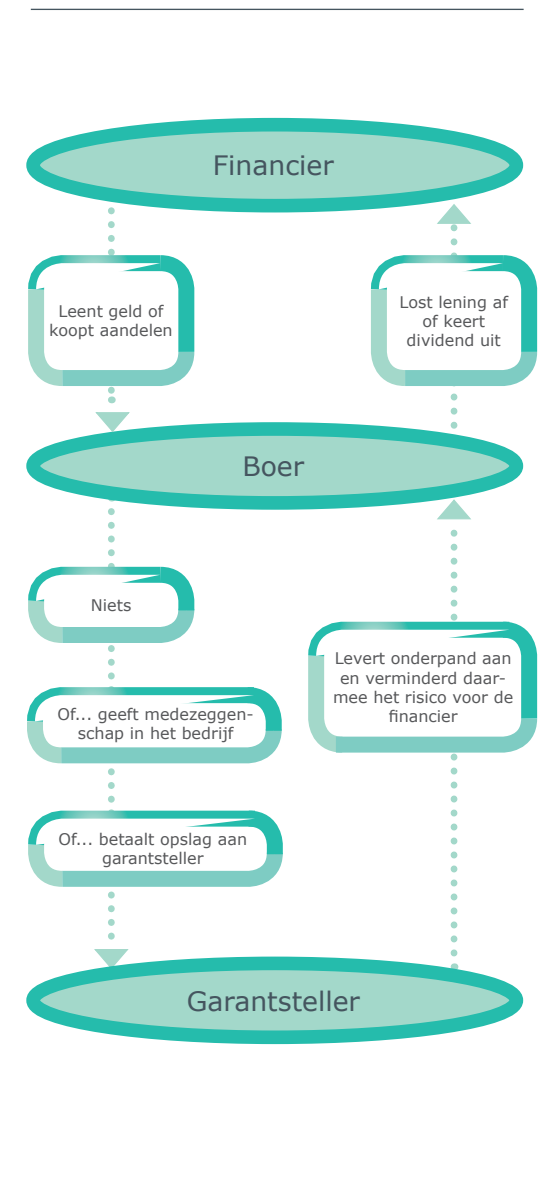 Financier
Leent geld of
koopt aandelen
Lost lening af
of keert
dividend uit
Boer
Niets
Levert onderpand aan
en verminderd daar-
mee het risico voor de
financier
Of... geeft medezeggen-
schap in het bedrijf
Of... betaalt opslag aan
garantsteller
Garantsteller